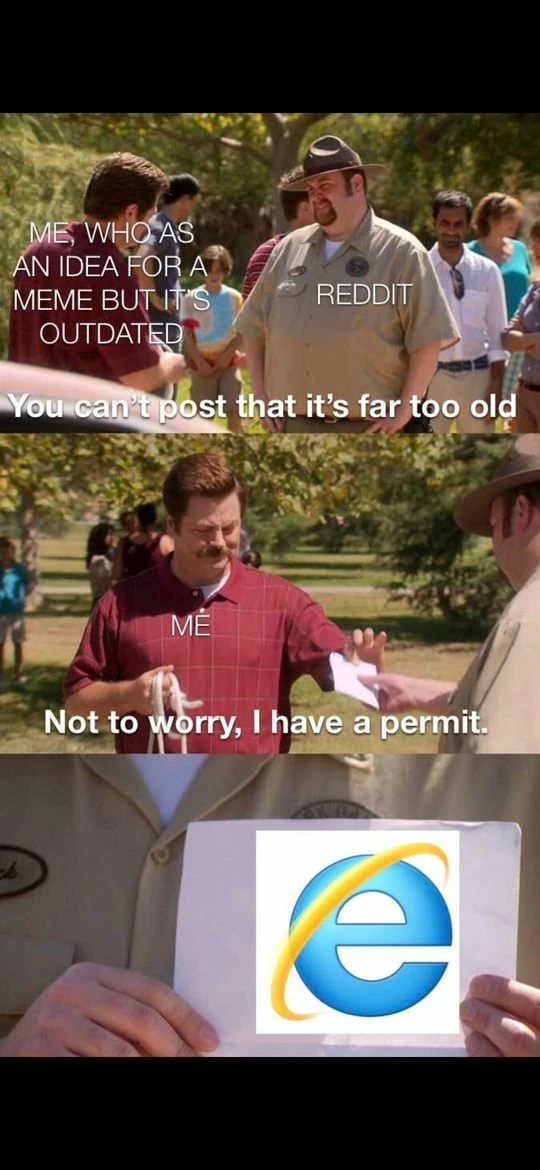 ME, WHO AS
AN IDEA FOR A
MEME BUT IT'S
OUTDATED
REDDIT
You can't post that it's far too old
ME
Not to worry, I have a permit.